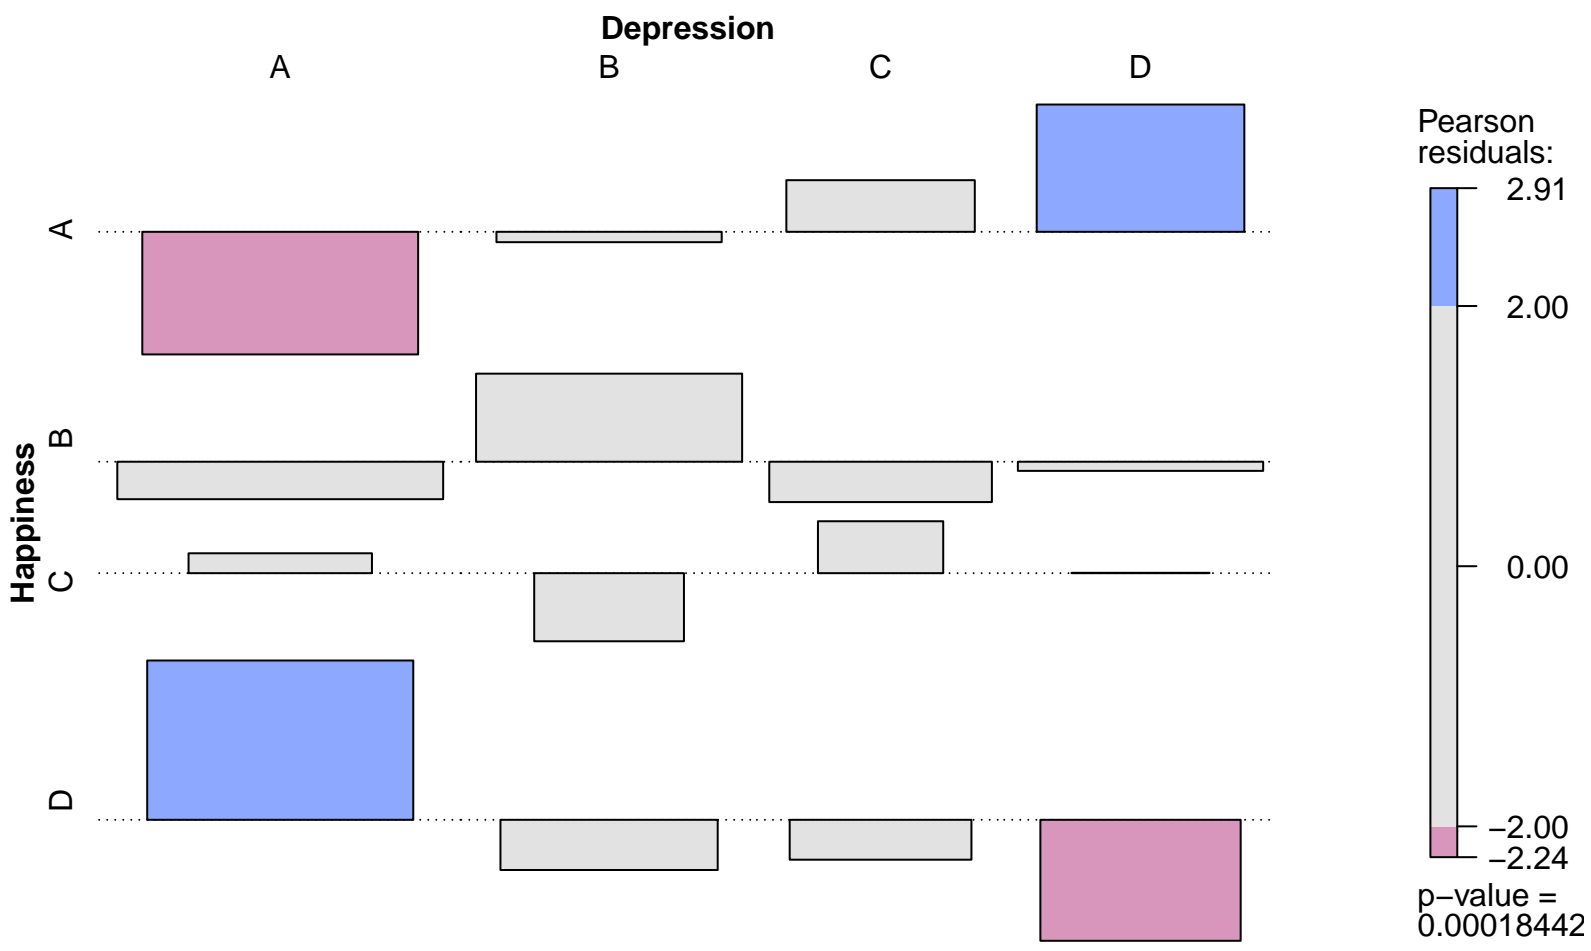 Depression
A B C D
Happiness
A
B
C
D
Pearson
residuals:
2.91
2.00
0.00
−2.00
−2.24
p−value =
0.00018442